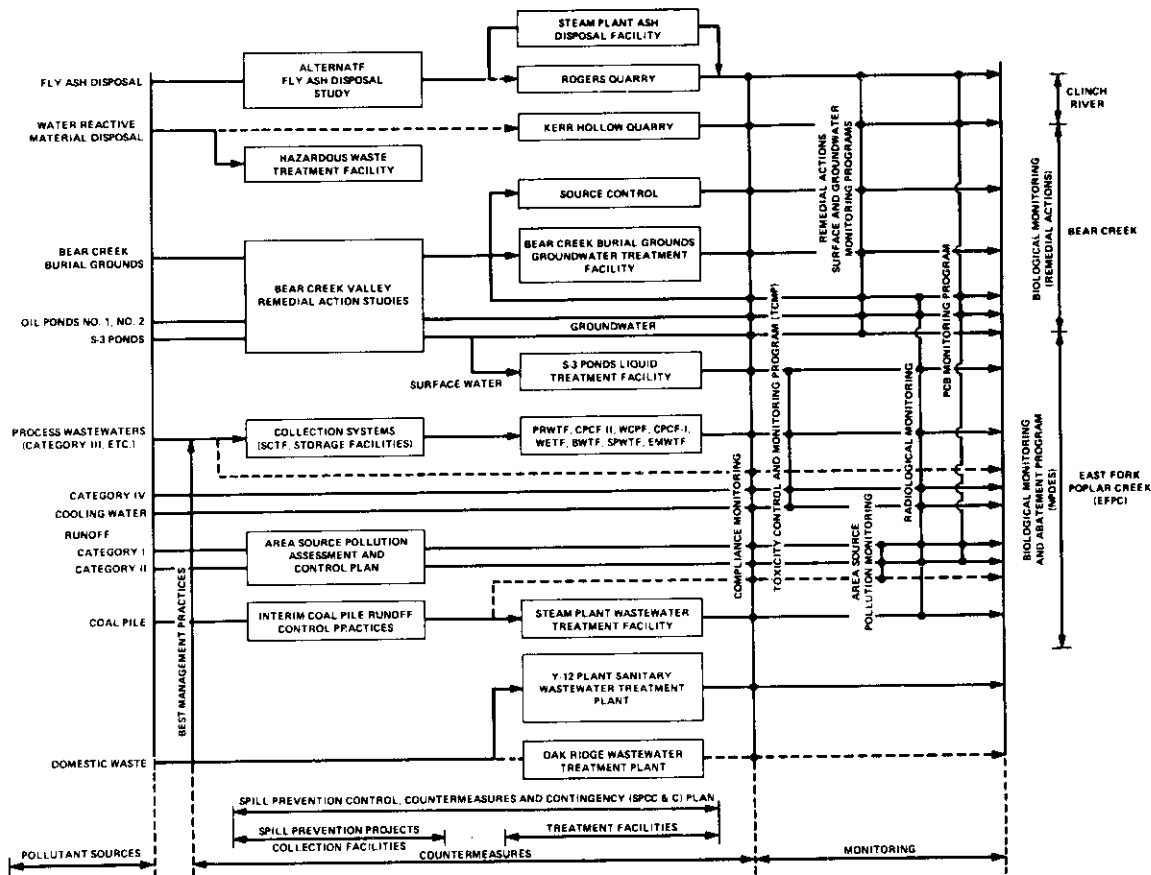 STEAM PLANT ASH
DISPOSAL FACILITY
FLY ASH DISPOSAL
ALTERNATF
FLY ASH DISPOSAL
STUDY
ROGERS QUARRY
CLINCH
RIVER
WATER REACTIVE
MATERIAL DISPOSAL
KERR HOLLOW QUARRY
HAZARDOUS WASTE
TREATMENT FACILITY
SOURCE CONTROL
REMEDIAL ACTIONS
SURFACE AND GROUNDWATER
MONITORING PROGRAMS
BIOLOGICAL MONITORING
(REMEDIAL ACTIONS)
BEAR CREEK
BEAR CREEK
BURIAL GROUNDS
BEAR CREEK BURIAL GROUNDS
GROUNDWATER TREATMENT
FACILITY
BEAR CREEK VALLEY
REMEDIAL ACTION STUDIES
OIL PONDS NO. 1, NO. 2
S-3 PONDS
GROUNDWATER
SURFACE WATER
S-3 PONDS LIQUID
TREATMENT FACILITY
PCB MONITORING PROGRAM
PROCESS WASTEWATERS
(CATEGORY III, ETC.)
COLLECTION SYSTEMS
(SCTF, STORAGE FACILITIES)
PRWTF, CPCF II, WCPF, CPCF-I,
WETF, BWTF, SPWTF, EMWTF
COMPLIANCE MONITORING
TOXICITY CONTROL AND MONITORING PROGRAM (TCMP)
RADIOLOGICAL MONITORING
BIOLOGICAL MONITORING
AND ABATEMENT PROGRAM
(NPDES)
EAST FORK
POPLAR CREEK
(EFPC)
CATEGORY IV
COOLING WATER
RUNOFF
CATEGORY I
CATEGORY II
AREA SOURCE POLLUTION
ASSESSMENT AND
CONTROL PLAN
AREA SOURCE
POLLUTION MONITORING
BEST MANAGEMENT PRACTICES
COAL PILE
INTERIM COAL PILE RUNOFF
CONTROL PRACTICES
STEAM PLANT WASTEWATER
TREATMENT FACILITY
Y-12 PLANT SANITARY
WASTEWATER TREATMENT
PLANT
DOMESTIC WASTE
OAK RIDGE WASTEWATER
TREATMENT PLANT
SPILL PREVENTION CONTROL, COUNTERMEASURES AND CONTINGENCY (SPCC & C) PLAN
SPILL PREVENTION PROJECTS
COLLECTION FACILITIES
TREATMENT FACILITIES
POLLUTANT SOURCES
COUNTERMEASURES
MONITORING